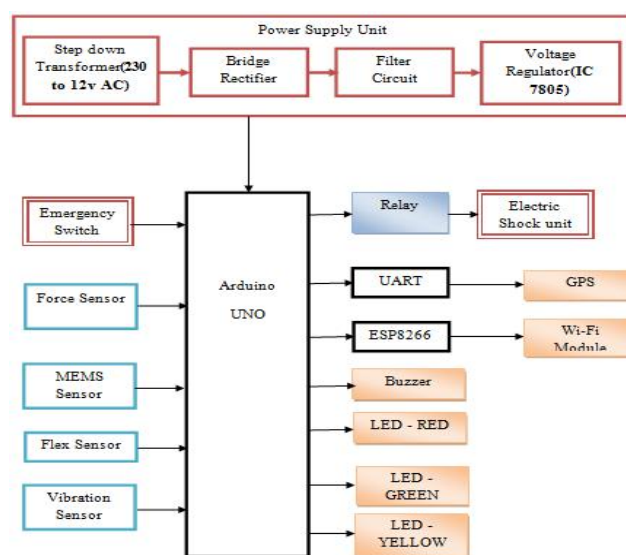 Power Supply Unit
Step down
Transformer(230
to 12v AC)
Bridge
Rectifier
Filter
Circuit
Voltage
Regulator(IC
7805)
Emergency
Switch
Force Sensor
MEMS
Sensor
Flex Sensor
Vibration
Sensor
Arduino
UNO
Relay
Electric
Shock unit
UART
GPS
ESP8266
Wi-Fi
Module
Buzzer
LED - RED
LED -
GREEN
LED -
YELLOW